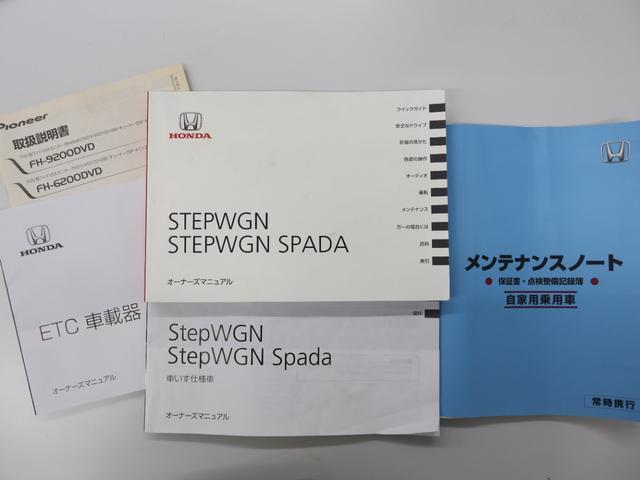 Pioneer
取扱説明書
FH-9200DVD
FH-6200DVD
HONDA
ETC 車載器
オーナーズマニュアル
HONDA
STEPWGN
STEPWGN SPADA
オーナーズマニュアル
クイックガイド
安全なドライブ
計器の見かた
各部の操作
オーディオ
運転
メンテナンス
万一の場合には
資料
索引
資料
StepWGN
StepWGN Spada
車いす仕様車
オーナーズマニュアル
メンテナンスノート
保証書・点検整備記録簿
自家用乗用車
常時携行